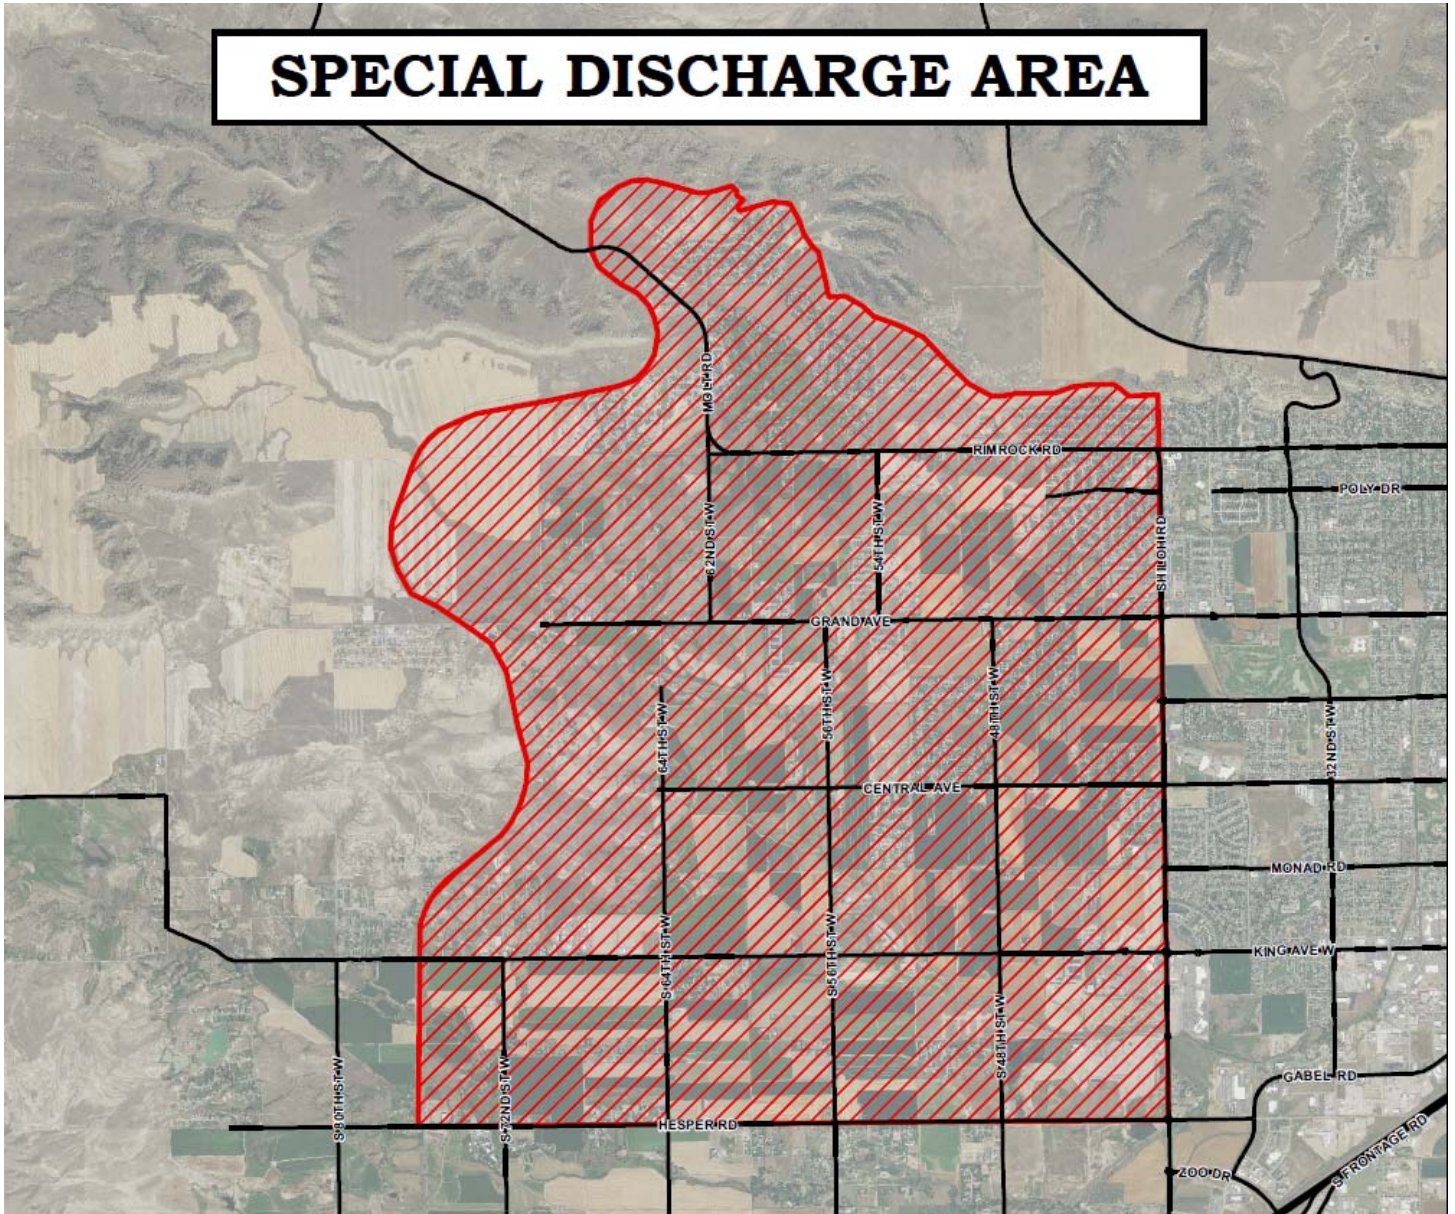 SPECIAL DISCHARGE AREA
MOLT RD
RIMROCK RD
POLY DR
62ND ST W
54TH ST W
SHILOH RD
GRAND AVE
64TH ST W
56TH ST W
48TH ST W
32ND ST W
CENTRAL AVE
MONAD RD
KING AVE W
S 64TH ST W
S 56TH ST W
S 48TH ST W
S 80TH ST W
S 72ND ST W
GABEL RD
HESPER RD
S FRONTAGE RD
ZOO DR